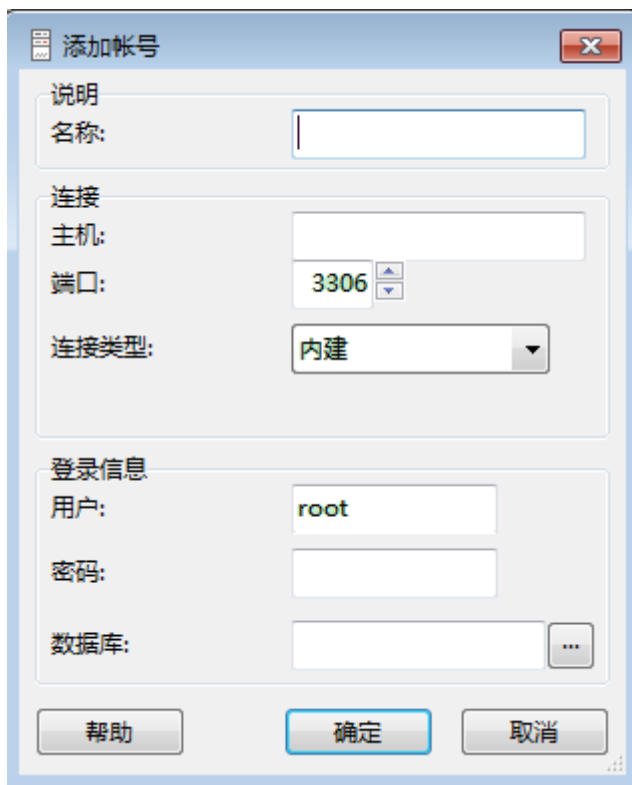 添加帐号
说明
名称:
连接
主机:
端口: 3306
连接类型: 内建
登录信息
用户: root
密码:
数据库: ...
帮助 确定 取消